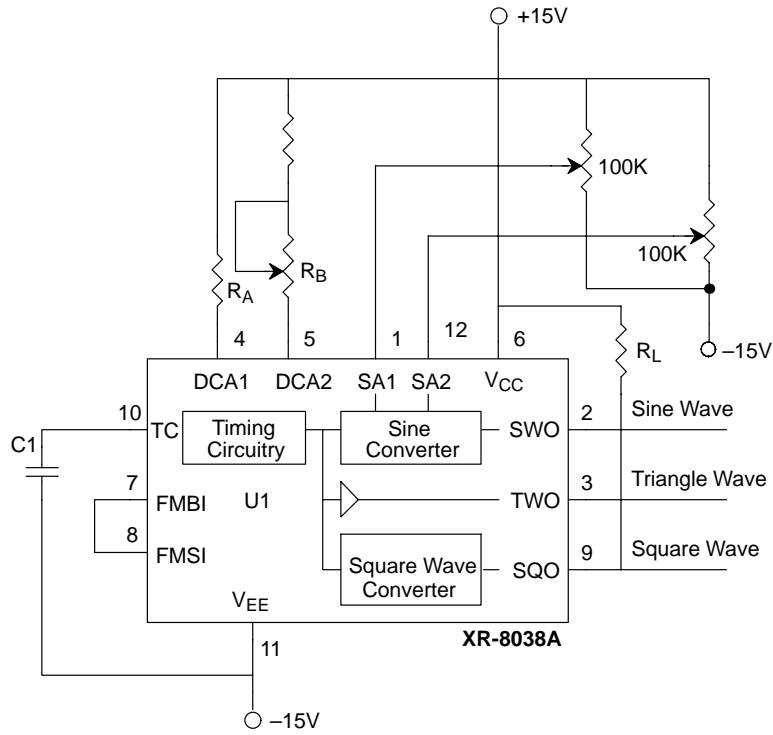 +15V
100K
100K
R_A
R_B
4
5
1
12
6
R_L
–15V
DCA1
DCA2
SA1
SA2
V_CC
10
C1
TC
Timing
Circuitry
Sine
Converter
SWO
2
Sine Wave
7
FMBI
U1
TWO
3
Triangle Wave
8
FMSI
Square Wave
Converter
SQO
9
Square Wave
V_EE
XR-8038A
11
–15V